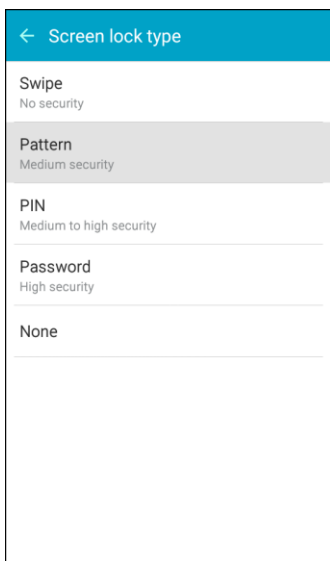 Screen lock type
Swipe
No security
Pattern
Medium security
PIN
Medium to high security
Password
High security
None